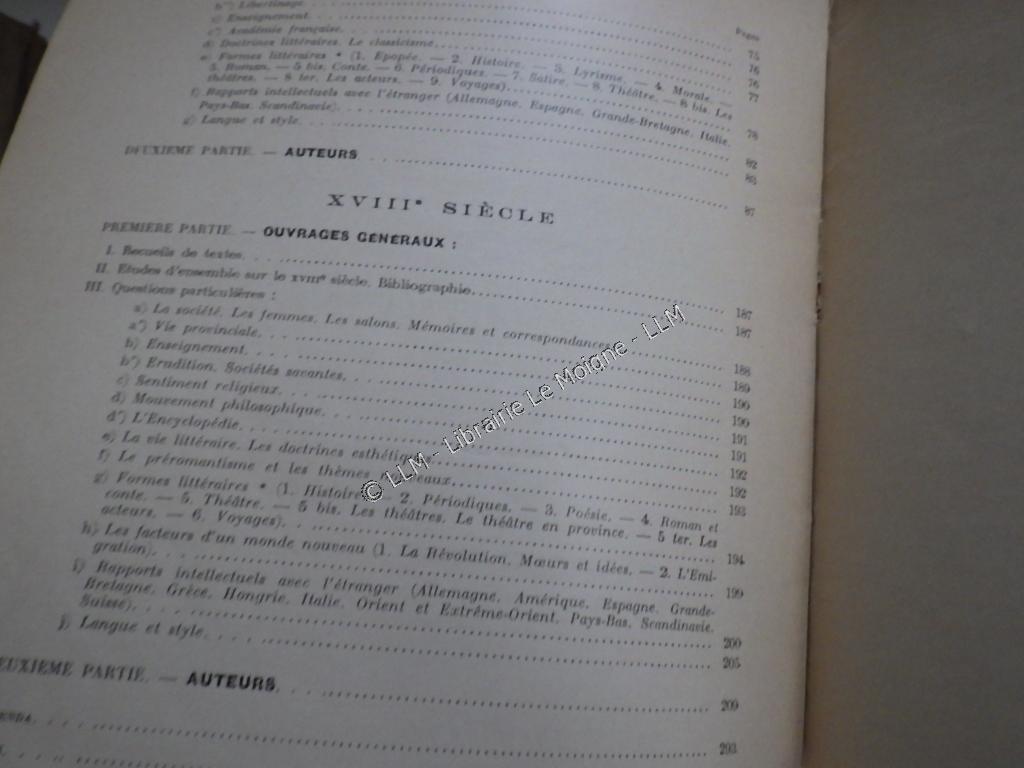 b') Libertinage.
c) Enseignement.
c') Académie française.
d) Doctrines littéraires. Le classicisme.
e) Formes littéraires * (1. Epopée. — 2. Histoire. — 3. Lyrisme. — 4. Morale. —
5. Roman. — 5 bis. Conte. — 6. Périodiques. — 7. Satire. — 8. Théâtre. — 8 bis. Les
théâtres. — 8 ter. Les acteurs. — 9. Voyages).
f) Rapports intellectuels avec l'étranger (Allemagne, Espagne, Grande-Bretagne, Italie,
Pays-Bas, Scandinavie).
g) Langue et style.
Pages
75
76
76
77
78
82
83
DEUXIEME PARTIE. — AUTEURS. 87
XVIIIe SIÈCLE
PREMIERE PARTIE. — OUVRAGES GENERAUX :
I. Recueils de textes. 187
II. Etudes d'ensemble sur le XVIIIe siècle. Bibliographie. 187
III. Questions particulières :
a) La société. Les femmes. Les salons. Mémoires et correspondances. 188
a') Vie provinciale. 189
b) Enseignement. 190
b') Erudition. Sociétés savantes. 190
c) Sentiment religieux. 191
d) Mouvement philosophique. 191
d') L'Encyclopédie. 192
e) La vie littéraire. Les doctrines esthétiques. 192
f) Le préromantisme et les thèmes nouveaux. 193
g) Formes littéraires * (1. Histoire. — 2. Périodiques. — 3. Poésie. — 4. Roman et
conte. — 5. Théâtre. — 5 bis. Les théâtres. Le théâtre en province. — 5 ter. Les
acteurs. — 6. Voyages). 194
h) Les facteurs d'un monde nouveau (1. La Révolution. Mœurs et idées. — 2. L'Emi-
gration). 199
i) Rapports intellectuels avec l'étranger (Allemagne, Amérique, Espagne, Grande-
Bretagne, Grèce, Hongrie, Italie, Orient et Extrême-Orient, Pays-Bas, Scandinavie,
Suisse). 200
j) Langue et style. 205
EUXIEME PARTIE. — AUTEURS. 209
ENDA. 293
© LLM - Librairie Le Moigne - LLM